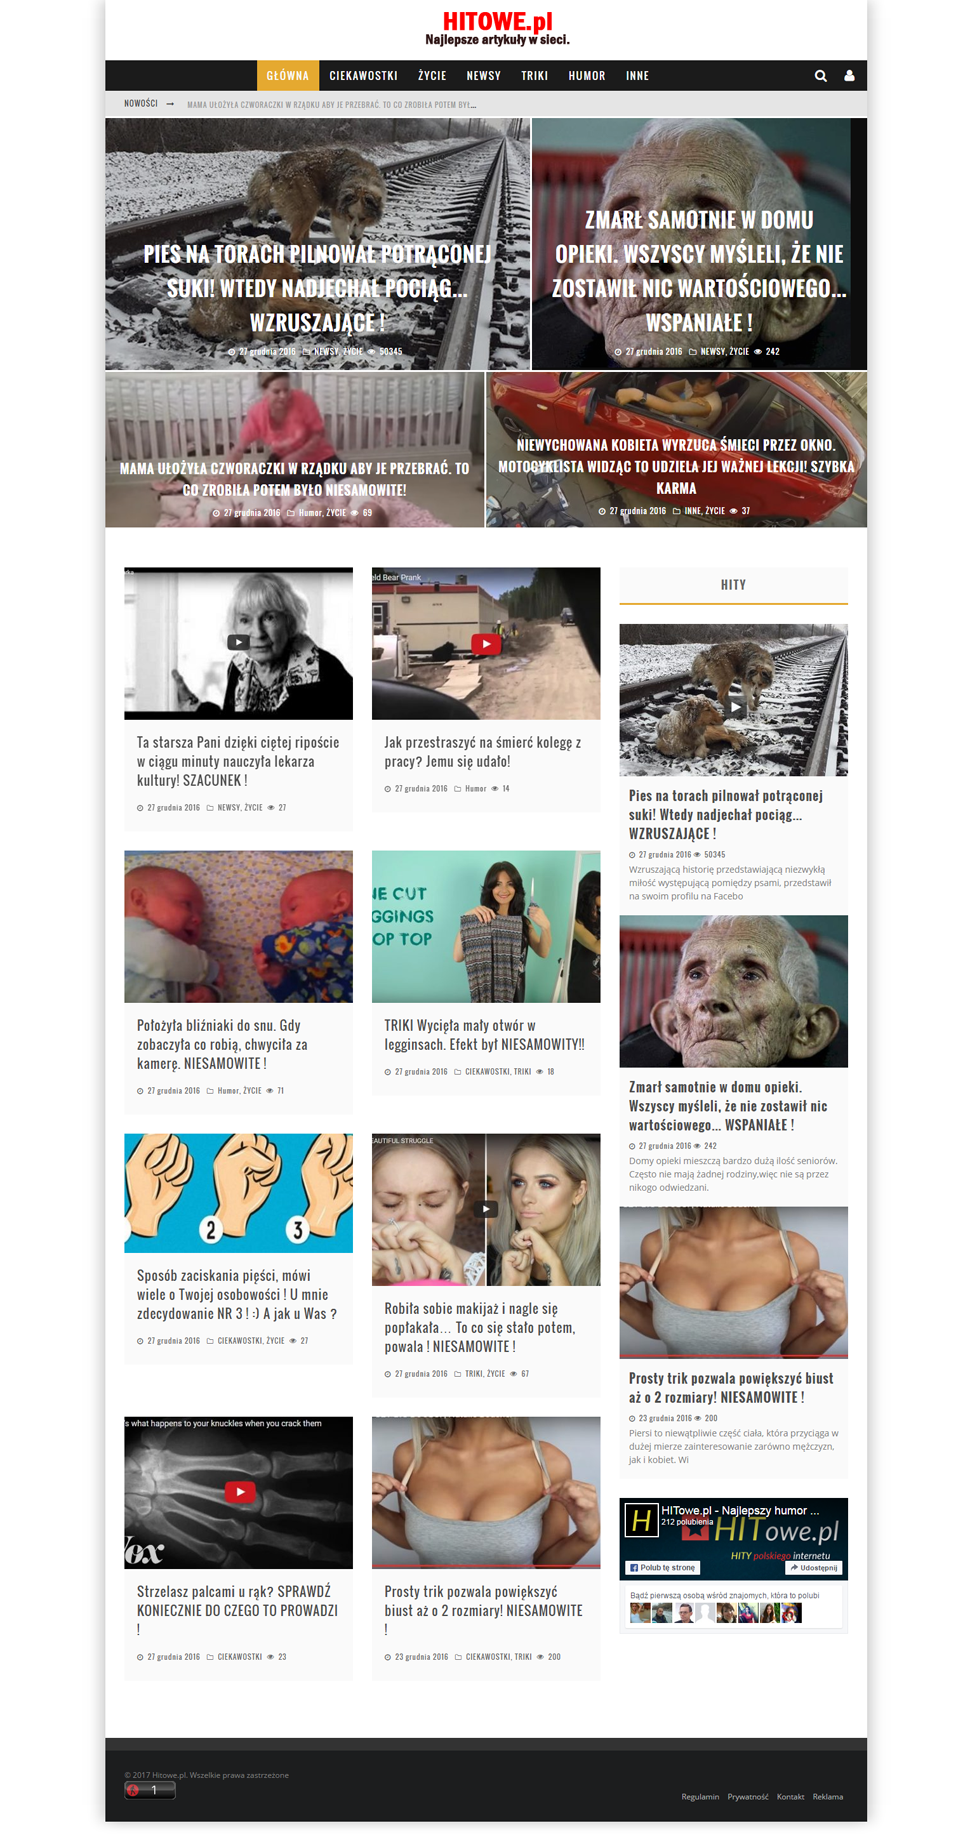 HITOWE.pl
Najlepsze artykuły w sieci.
GŁÓWNA CIEKAWOSTKI ŻYCIE NEWSY TRIKI HUMOR INNE
NOWOŚCI → MAMA UŁOŻYŁA CZWORACZKI W RZĄDKU ABY JE PRZEBRAĆ. TO CO ZROBIŁA POTEM BYŁ...
PIES NA TORACH PILNOWAŁ POTRĄCONEJ
SUKI! WTEDY NADJECHAŁ POCIĄG...
WZRUSZAJĄCE !
27 grudnia 2016 NEWSY, ŻYCIE 50345
ZMARŁ SAMOTNIE W DOMU
OPIEKI. WSZYSCY MYŚLELI, ŻE NIE
ZOSTAWIŁ NIC WARTOŚCIOWEGO...
WSPANIAŁE !
27 grudnia 2016 NEWSY, ŻYCIE 242
MAMA UŁOŻYŁA CZWORACZKI W RZĄDKU ABY JE PRZEBRAĆ. TO
CO ZROBIŁA POTEM BYŁO NIESAMOWITE!
27 grudnia 2016 Humor, ŻYCIE 69
NIEWYCHOWANA KOBIETA WYRZUCA ŚMIECI PRZEZ OKNO.
MOTOCYKLISTA WIDZĄC TO UDZIELA JEJ WAŻNEJ LEKCJI! SZYBKA
KARMA
27 grudnia 2016 INNE, ŻYCIE 37
Ta starsza Pani dzięki ciętej ripoście
w ciągu minuty nauczyła lekarza
kultury! SZACUNEK !
27 grudnia 2016 NEWSY, ŻYCIE 27
eld Bear Prank
Jak przestraszyć na śmierć kolegę z
pracy? Jemu się udało!
27 grudnia 2016 Humor 14
Położyła bliźniaki do snu. Gdy
zobaczyła co robią, chwyciła za
kamerę. NIESAMOWITE !
27 grudnia 2016 Humor, ŻYCIE 71
NE CUT
GGINGS
OP TOP
TRIKI Wycięła mały otwór w
legginsach. Efekt był NIESAMOWITY!!
27 grudnia 2016 CIEKAWOSTKI, TRIKI 18
2 3
Sposób zaciskania pięści, mówi
wiele o Twojej osobowości ! U mnie
zdecydowanie NR 3 ! :) A jak u Was ?
27 grudnia 2016 CIEKAWOSTKI, ŻYCIE 27
EAUTIFUL STRUGGLE
Robiła sobie makijaż i nagle się
popłakała... To co się stało potem,
powala ! NIESAMOWITE !
27 grudnia 2016 TRIKI, ŻYCIE 67
s what happens to your knuckles when you crack them
Vox
Strzelasz palcami u rąk? SPRAWDŹ
KONIECZNIE DO CZEGO TO PROWADZI
!
27 grudnia 2016 CIEKAWOSTKI 23
Prosty trik pozwala powiększyć
biust aż o 2 rozmiary! NIESAMOWITE
!
23 grudnia 2016 CIEKAWOSTKI, TRIKI 200
HITY
Pies na torach pilnował potrąconej
suki! Wtedy nadjechał pociąg...
WZRUSZAJĄCE !
27 grudnia 2016 50345
Wzruszającą historię przedstawiającą niezwykłą
miłość występującą pomiędzy psami, przedstawił
na swoim profilu na Facebo
Zmarł samotnie w domu opieki.
Wszyscy myśleli, że nie zostawił nic
wartościowego... WSPANIAŁE !
27 grudnia 2016 242
Domy opieki mieszczą bardzo dużą ilość seniorów.
Często nie mają żadnej rodziny,więc nie są przez
nikogo odwiedzani.
Prosty trik pozwala powiększyć biust
aż o 2 rozmiary! NIESAMOWITE !
23 grudnia 2016 200
Piersi to niewątpliwie część ciała, która przyciąga w
dużej mierze zainteresowanie zarówno mężczyzn,
jak i kobiet. Wi
H
HITowe.pl - Najlepszy humor ...
212 polubienia
HITowe.pl
HITY polskiego internetu
Polub tę stronę Udostępnij
Bądź pierwszą osobą wśród znajomych, która to polubi
© 2017 Hitowe.pl. Wszelkie prawa zastrzeżone
1
Regulamin Prywatność Kontakt Reklama